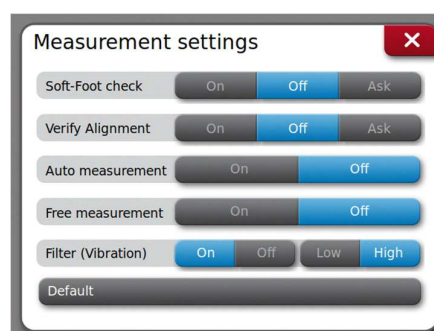 Measurement settings
Soft-Foot check On Off Ask
Verify Alignment On Off Ask
Auto measurement On Off
Free measurement On Off
Filter (Vibration) On Off Low High
Default